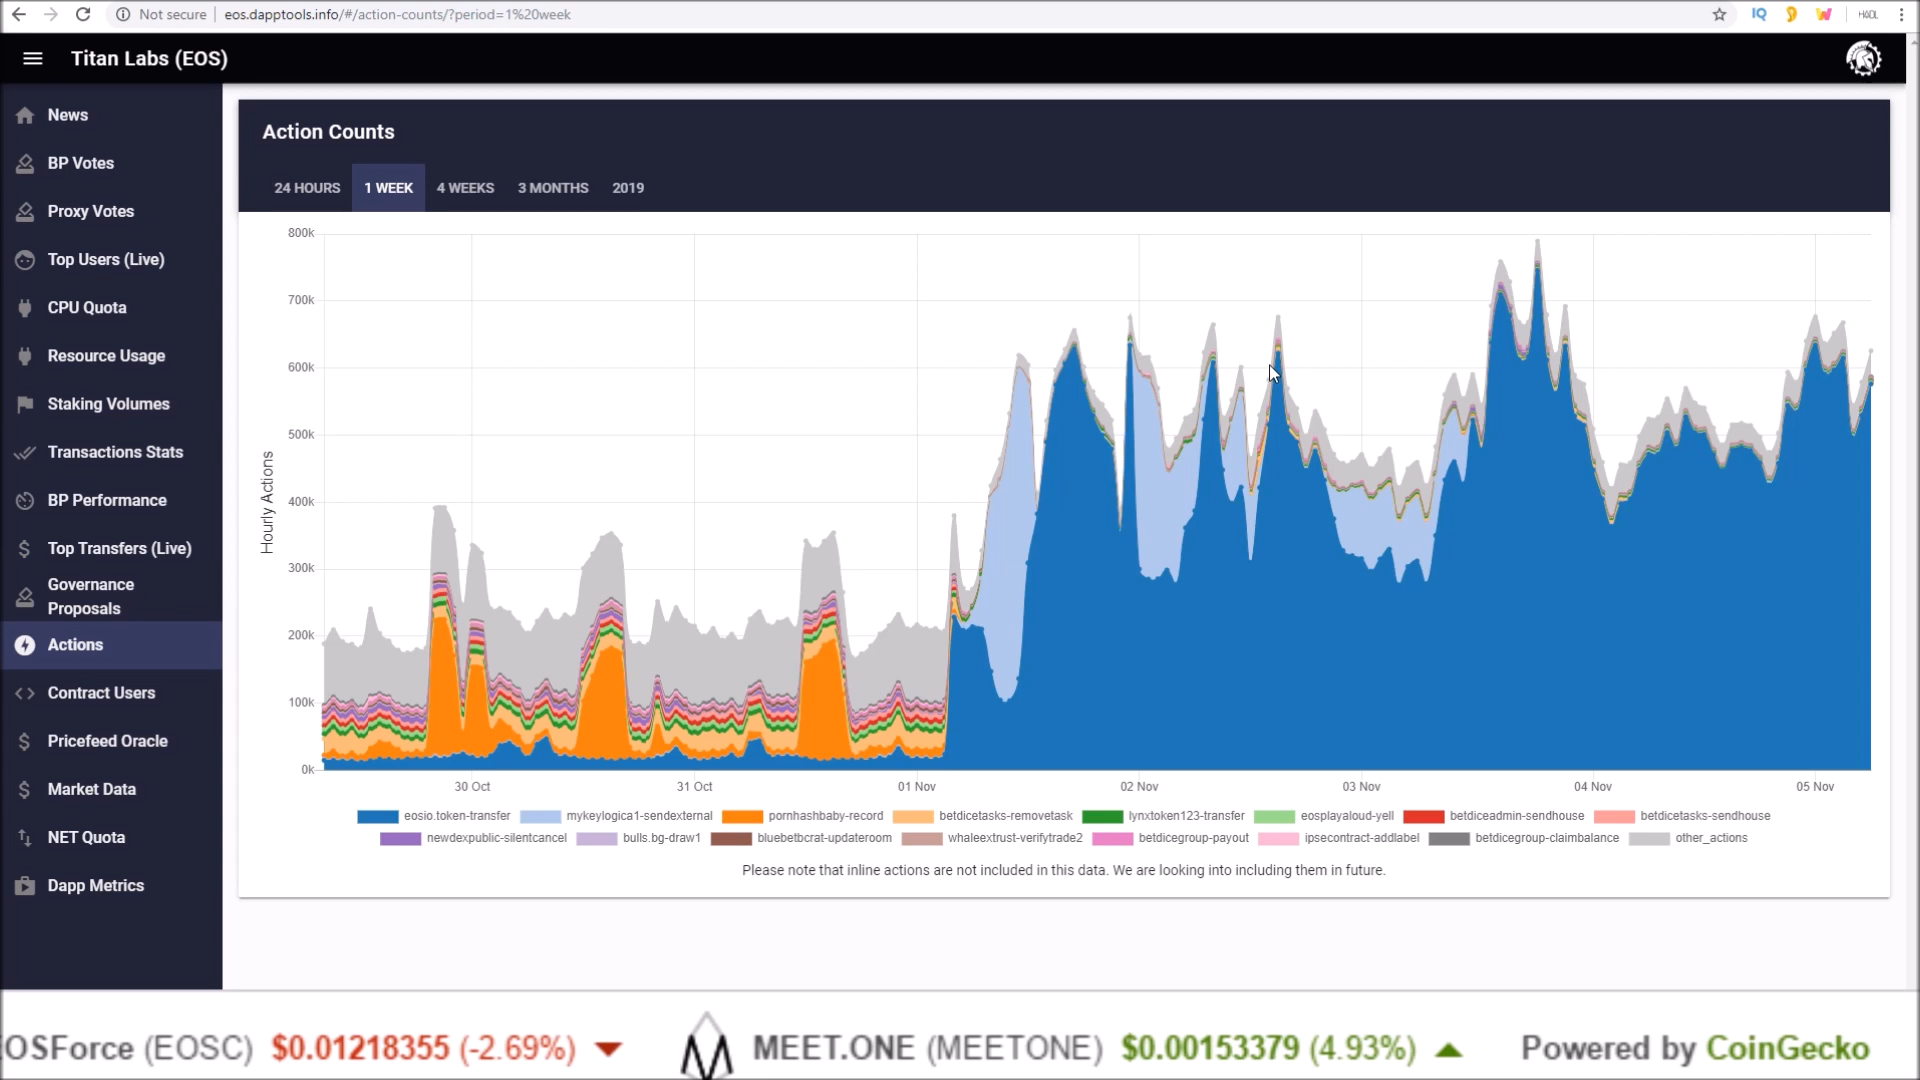 Not secure
eos.dapptools.info/#/action-counts/?period=1%20week
IQ
Titan Labs (EOS)
News
BP Votes
Proxy Votes
Top Users (Live)
CPU Quota
Resource Usage
Staking Volumes
Transactions Stats
BP Performance
Top Transfers (Live)
Governance
Proposals
Actions
Contract Users
Pricefeed Oracle
Market Data
NET Quota
Dapp Metrics
Action Counts
24 HOURS 1 WEEK 4 WEEKS 3 MONTHS 2019
800k
700k
600k
500k
400k
300k
200k
100k
0k
Hourly Actions
30 Oct 31 Oct 01 Nov 02 Nov 03 Nov 04 Nov 05 Nov
eosio.token-transfer mykeylogica1-sendexternal pornhashbaby-record betdicetasks-removetask lynxtoken123-transfer eosplayaloud-yell betdiceadmin-sendhouse betdicetasks-sendhouse
newdexpublic-silentcancel bulls.bg-draw1 bluebetbcrat-updateroom whaleextrust-verifytrade2 betdicegroup-payout ipsecontract-addlabel betdicegroup-claimbalance other_actions
Please note that inline actions are not included in this data. We are looking into including them in future.
OSForce (EOSC) $0.01218355 (-2.69%) MEET.ONE (MEETONE) $0.00153379 (4.93%) Powered by CoinGecko